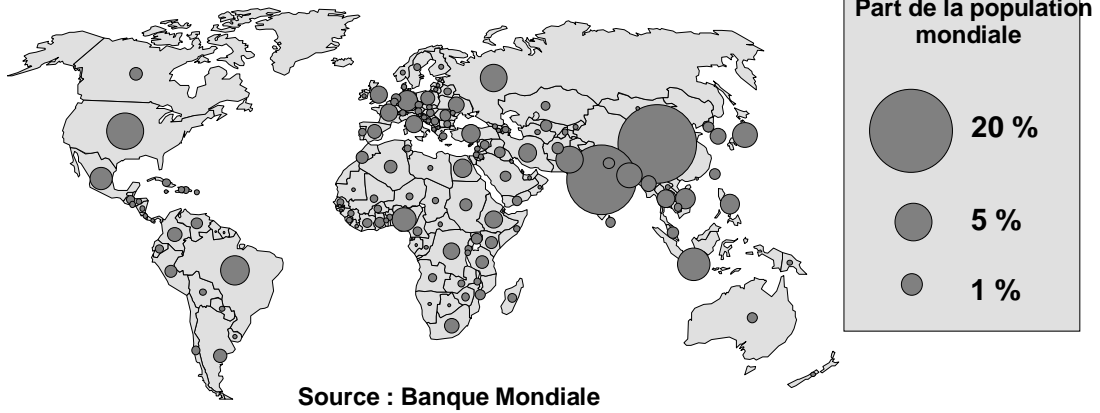 Part de la population
mondiale
20 %
5 %
1 %
Source : Banque Mondiale